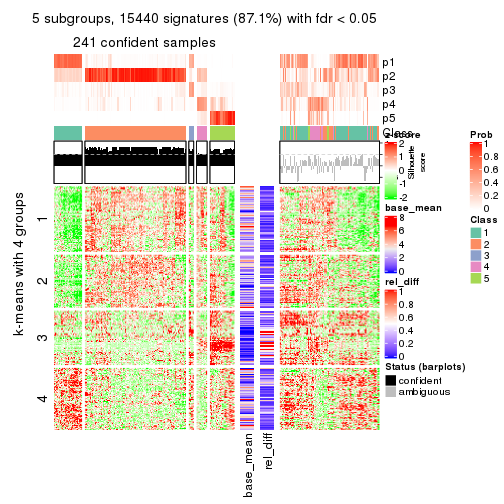 5 subgroups, 15440 signatures (87.1%) with fdr < 0.05
241 confident samples
p1
p2
p3
p4
p5
Class
k-means with 4 groups
1
2
3
4
base_mean
rel_diff
z-score
2
1
0
-1
-2
Silhouette
score
base_mean
8
6
4
2
0
rel_diff
1
0.8
0.6
0.4
0.2
0
Status (barplots)
confident
ambiguous
Prob
1
0.8
0.6
0.4
0.2
0
Class
1
2
3
4
5